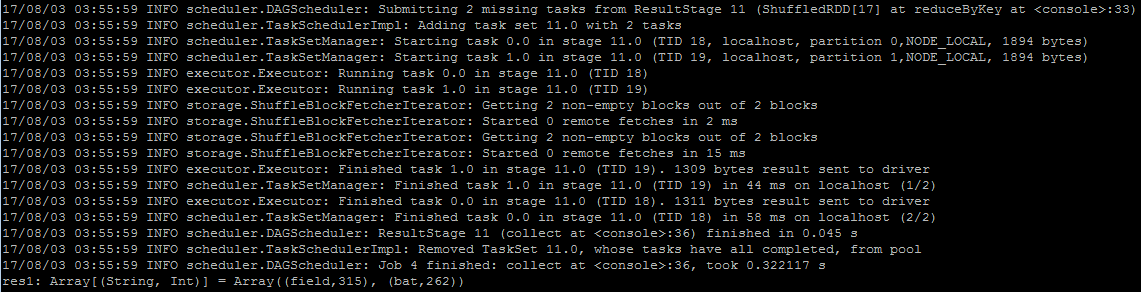 17/08/03 03:55:59 INFO scheduler.DAGScheduler: Submitting 2 missing tasks from ResultStage 11 (ShuffledRDD[17] at reduceByKey at <console>:33)
17/08/03 03:55:59 INFO scheduler.TaskSchedulerImpl: Adding task set 11.0 with 2 tasks
17/08/03 03:55:59 INFO scheduler.TaskSetManager: Starting task 0.0 in stage 11.0 (TID 18, localhost, partition 0,NODE_LOCAL, 1894 bytes)
17/08/03 03:55:59 INFO scheduler.TaskSetManager: Starting task 1.0 in stage 11.0 (TID 19, localhost, partition 1,NODE_LOCAL, 1894 bytes)
17/08/03 03:55:59 INFO executor.Executor: Running task 0.0 in stage 11.0 (TID 18)
17/08/03 03:55:59 INFO executor.Executor: Running task 1.0 in stage 11.0 (TID 19)
17/08/03 03:55:59 INFO storage.ShuffleBlockFetcherIterator: Getting 2 non-empty blocks out of 2 blocks
17/08/03 03:55:59 INFO storage.ShuffleBlockFetcherIterator: Started 0 remote fetches in 2 ms
17/08/03 03:55:59 INFO storage.ShuffleBlockFetcherIterator: Getting 2 non-empty blocks out of 2 blocks
17/08/03 03:55:59 INFO storage.ShuffleBlockFetcherIterator: Started 0 remote fetches in 15 ms
17/08/03 03:55:59 INFO executor.Executor: Finished task 1.0 in stage 11.0 (TID 19). 1309 bytes result sent to driver
17/08/03 03:55:59 INFO scheduler.TaskSetManager: Finished task 1.0 in stage 11.0 (TID 19) in 44 ms on localhost (1/2)
17/08/03 03:55:59 INFO executor.Executor: Finished task 0.0 in stage 11.0 (TID 18). 1311 bytes result sent to driver
17/08/03 03:55:59 INFO scheduler.TaskSetManager: Finished task 0.0 in stage 11.0 (TID 18) in 58 ms on localhost (2/2)
17/08/03 03:55:59 INFO scheduler.DAGScheduler: ResultStage 11 (collect at <console>:36) finished in 0.045 s
17/08/03 03:55:59 INFO scheduler.TaskSchedulerImpl: Removed TaskSet 11.0, whose tasks have all completed, from pool
17/08/03 03:55:59 INFO scheduler.DAGScheduler: Job 4 finished: collect at <console>:36, took 0.322117 s
res1: Array[(String, Int)] = Array((field,315), (bat,262))